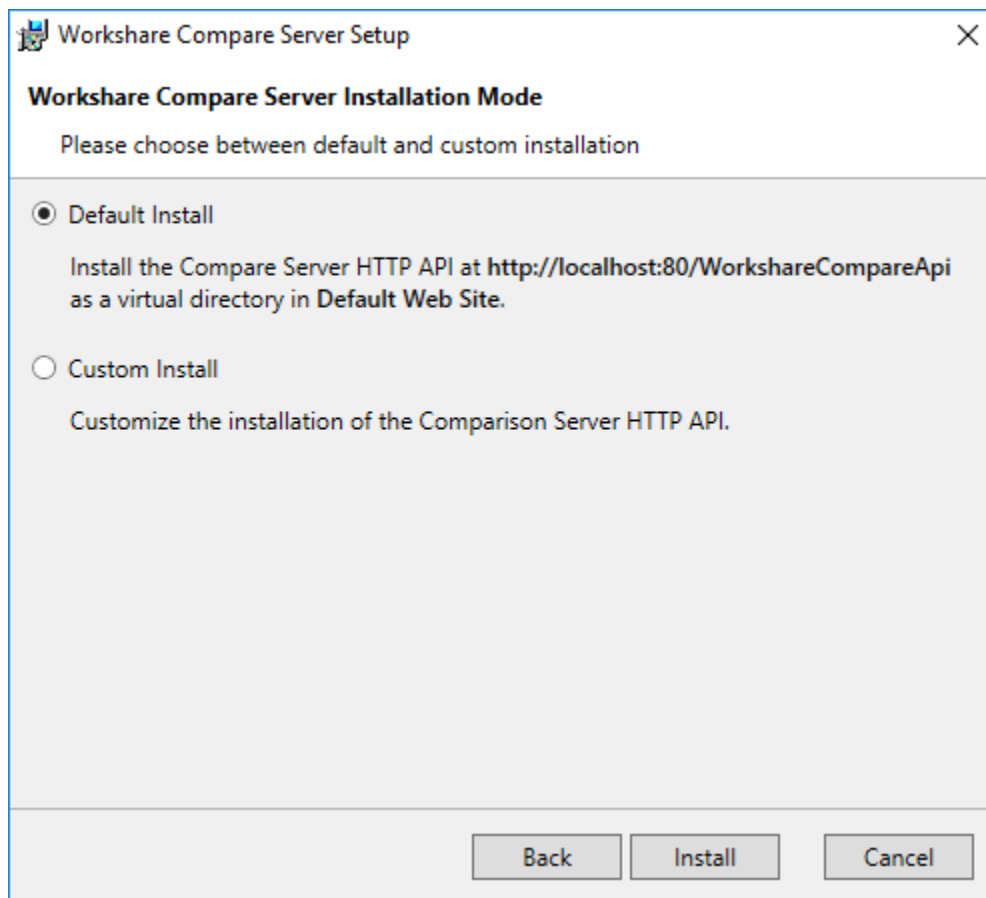 Workshare Compare Server Setup
Workshare Compare Server Installation Mode
Please choose between default and custom installation
Default Install
Install the Compare Server HTTP API at http://localhost:80/WorkshareCompareApi
as a virtual directory in Default Web Site.
Custom Install
Customize the installation of the Comparison Server HTTP API.
Back Install Cancel